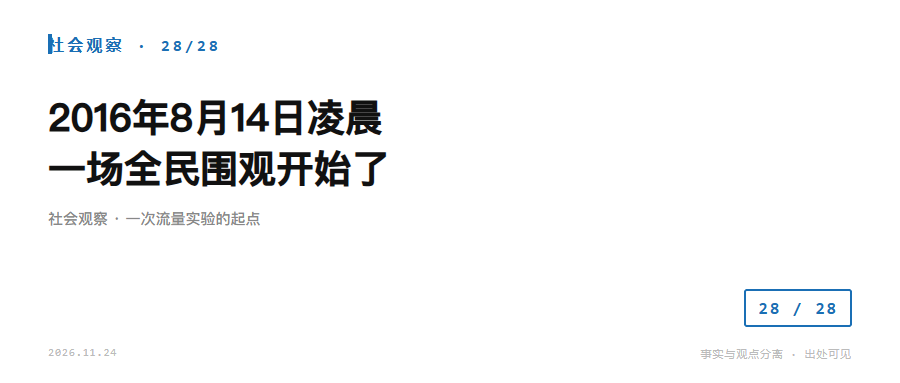 社会观察 · 28/28
2016年8月14日凌晨
一场全民围观开始了
社会观察 · 一次流量实验的起点
28 / 28
2026.11.24
事实与观点分离 · 出处可见